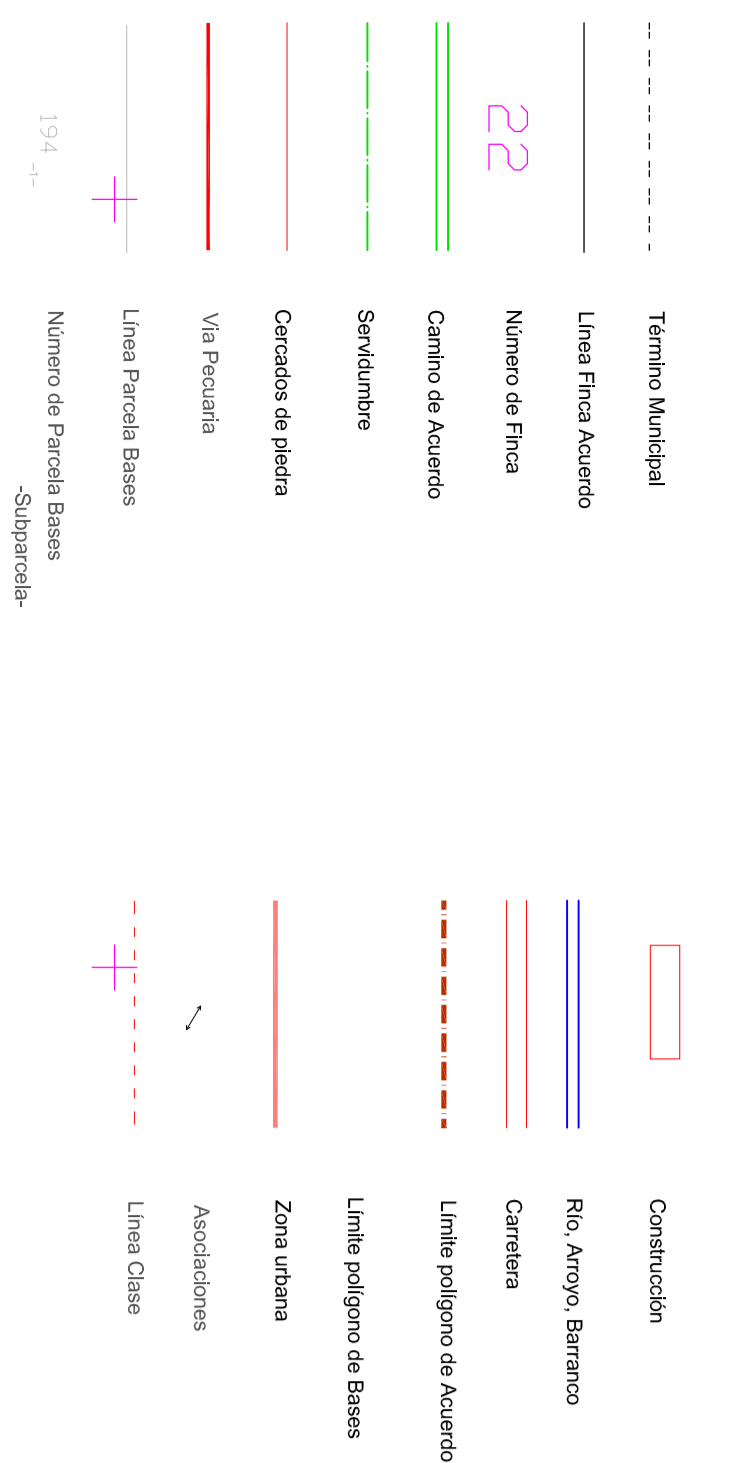 Término Municipal
Línea Finca Acuerdo
22
Número de Finca
Camino de Acuerdo
Servidumbre
Cercados de piedra
Via Pecuaria
Línea Parcela Bases
194
-1-
Número de Parcela Bases
-Subparcela-
Construcción
Río, Arroyo, Barranco
Carretera
Límite polígono de Acuerdo
Límite polígono de Bases
Zona urbana
Asociaciones
Línea Clase